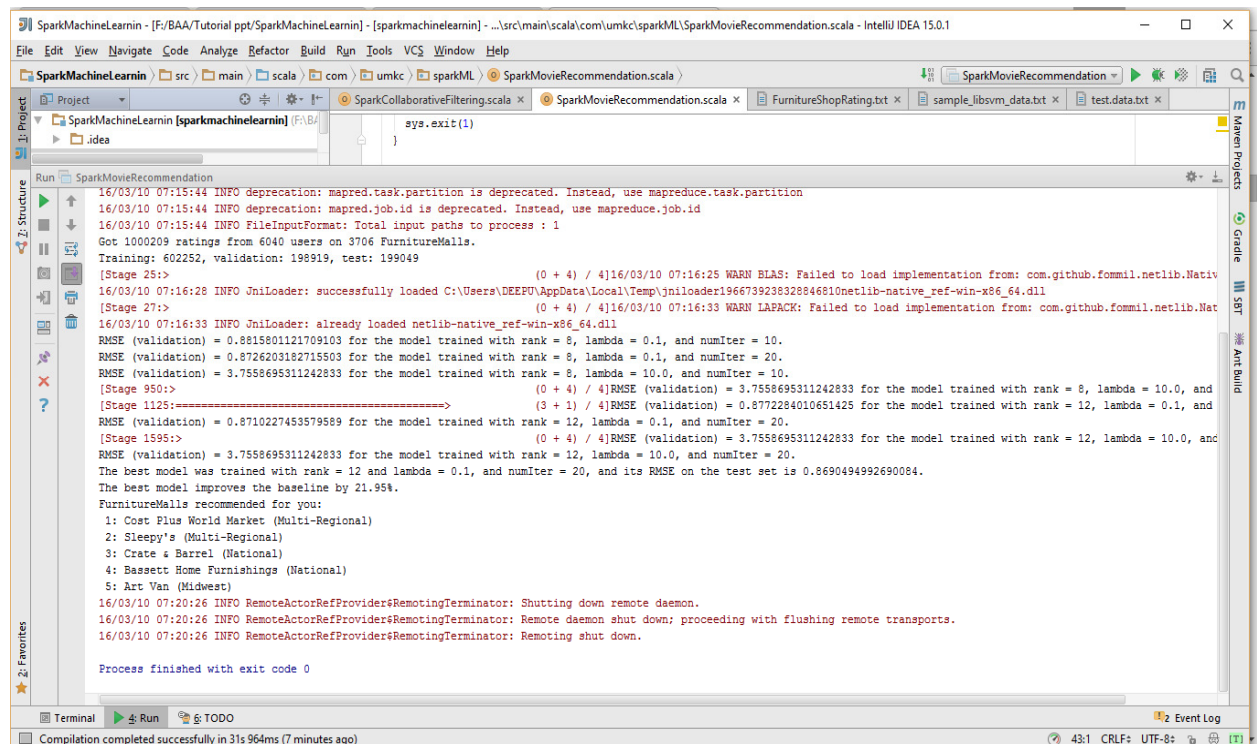 SparkMachineLearnin - [F:/BAA/Tutorial ppt/SparkMachineLearnin] - [sparkmachinelearnin] - ...\src\main\scala\com\umkc\sparkML\SparkMovieRecommendation.scala - IntelliJ IDEA 15.0.1
File Edit View Navigate Code Analyze Refactor Build Run Tools VCS Window Help
SparkMachineLearnin src main scala com umkc sparkML SparkMovieRecommendation.scala SparkMovieRecommendation
Project SparkCollaborativeFiltering.scala × SparkMovieRecommendation.scala × FurnitureShopRating.txt × sample_libsvm_data.txt × test.data.txt ×
SparkMachineLearnin [sparkmachinelearnin] (F:\BA
.idea
sys.exit(1)
}
1: Project
7: Structure
2: Favorites
Maven Projects
Gradle
SBT
Ant Build
Run SparkMovieRecommendation
16/03/10 07:15:44 INFO deprecation: mapred.task.partition is deprecated. Instead, use mapreduce.task.partition
16/03/10 07:15:44 INFO deprecation: mapred.job.id is deprecated. Instead, use mapreduce.job.id
16/03/10 07:15:44 INFO FileInputFormat: Total input paths to process : 1
Got 1000209 ratings from 6040 users on 3706 FurnitureMalls.
Training: 602252, validation: 198919, test: 199049
[Stage 25:> (0 + 4) / 4]16/03/10 07:16:25 WARN BLAS: Failed to load implementation from: com.github.fommil.netlib.Nativ
16/03/10 07:16:28 INFO JniLoader: successfully loaded C:\Users\DEEPU\AppData\Local\Temp\jniloader1966739238328846810netlib-native_ref-win-x86_64.dll
[Stage 27:> (0 + 4) / 4]16/03/10 07:16:33 WARN LAPACK: Failed to load implementation from: com.github.fommil.netlib.Nat
16/03/10 07:16:33 INFO JniLoader: already loaded netlib-native_ref-win-x86_64.dll
RMSE (validation) = 0.8815801121709103 for the model trained with rank = 8, lambda = 0.1, and numIter = 10.
RMSE (validation) = 0.8726203182715503 for the model trained with rank = 8, lambda = 0.1, and numIter = 20.
RMSE (validation) = 3.7558695311242833 for the model trained with rank = 8, lambda = 10.0, and numIter = 10.
[Stage 950:> (0 + 4) / 4]RMSE (validation) = 3.7558695311242833 for the model trained with rank = 8, lambda = 10.0, and
[Stage 1125:==========================================> (3 + 1) / 4]RMSE (validation) = 0.8772284010651425 for the model trained with rank = 12, lambda = 0.1, and
RMSE (validation) = 0.8710227453579589 for the model trained with rank = 12, lambda = 0.1, and numIter = 20.
[Stage 1595:> (0 + 4) / 4]RMSE (validation) = 3.7558695311242833 for the model trained with rank = 12, lambda = 10.0, and
RMSE (validation) = 3.7558695311242833 for the model trained with rank = 12, lambda = 10.0, and numIter = 20.
The best model was trained with rank = 12 and lambda = 0.1, and numIter = 20, and its RMSE on the test set is 0.8690494992690084.
The best model improves the baseline by 21.95%.
FurnitureMalls recommended for you:
1: Cost Plus World Market (Multi-Regional)
2: Sleepy's (Multi-Regional)
3: Crate & Barrel (National)
4: Bassett Home Furnishings (National)
5: Art Van (Midwest)
16/03/10 07:20:26 INFO RemoteActorRefProvider$RemotingTerminator: Shutting down remote daemon.
16/03/10 07:20:26 INFO RemoteActorRefProvider$RemotingTerminator: Remote daemon shut down; proceeding with flushing remote transports.
16/03/10 07:20:26 INFO RemoteActorRefProvider$RemotingTerminator: Remoting shut down.
Process finished with exit code 0
Terminal 4: Run 6: TODO 2 Event Log
Compilation completed successfully in 31s 964ms (7 minutes ago) 43:1 CRLF÷ UTF-8÷ [T]